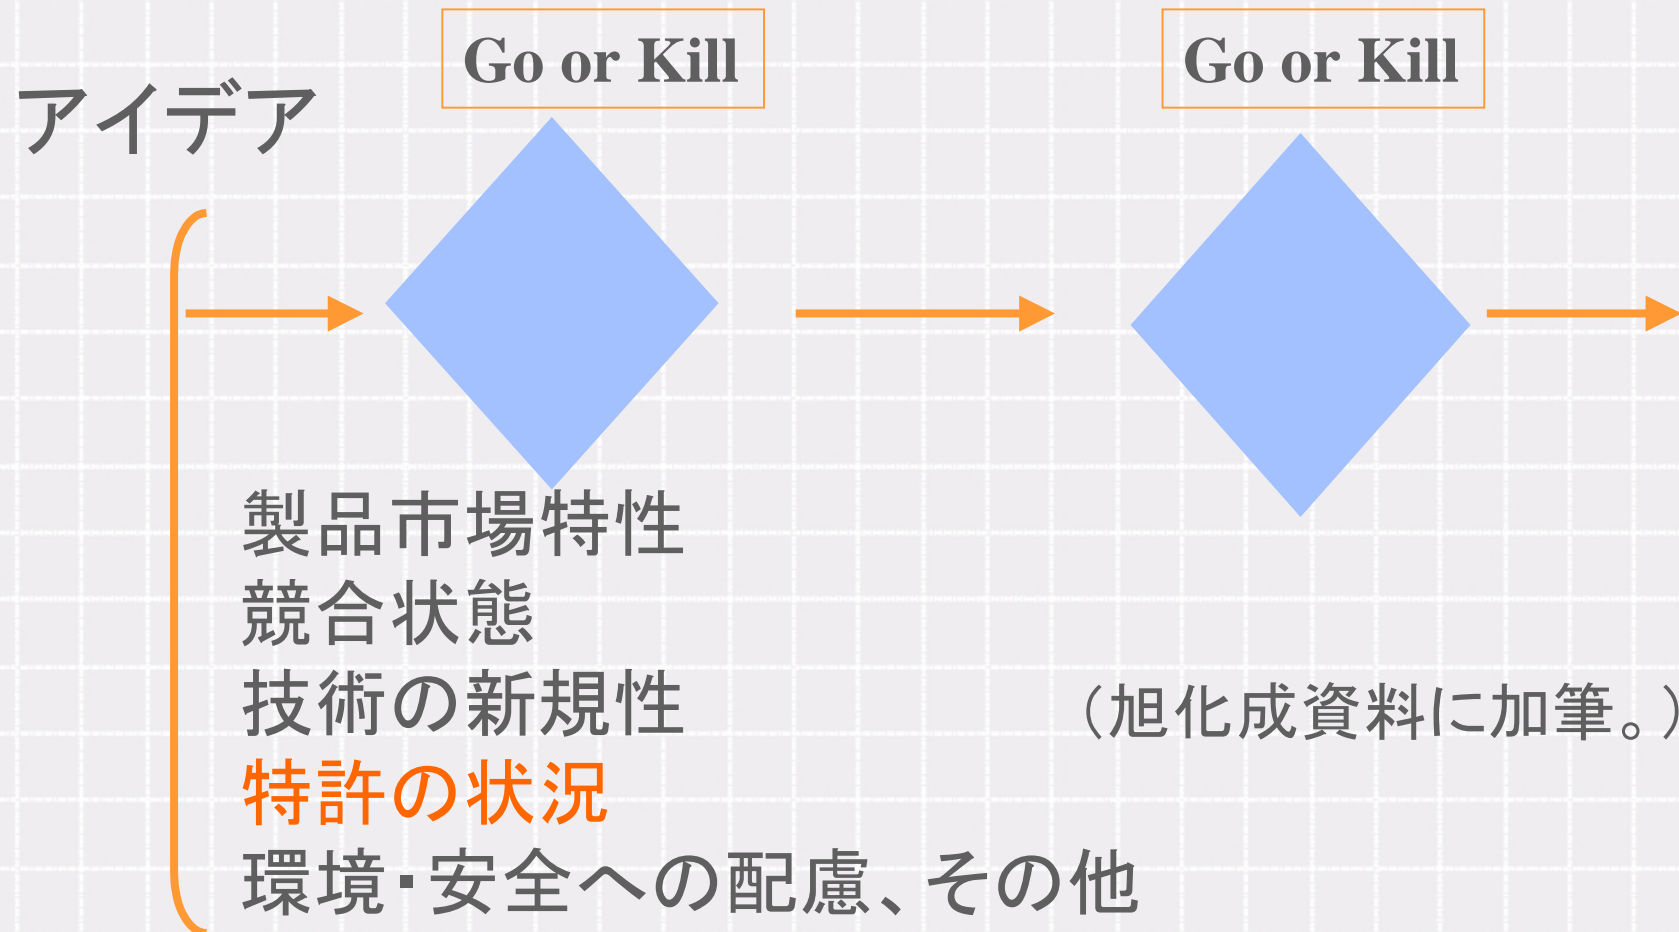 Go or Kill
Go or Kill
アイデア
製品市場特性
競合状態
技術の新規性
（旭化成資料に加筆。）
特許の状況
環境・安全への配慮、その他